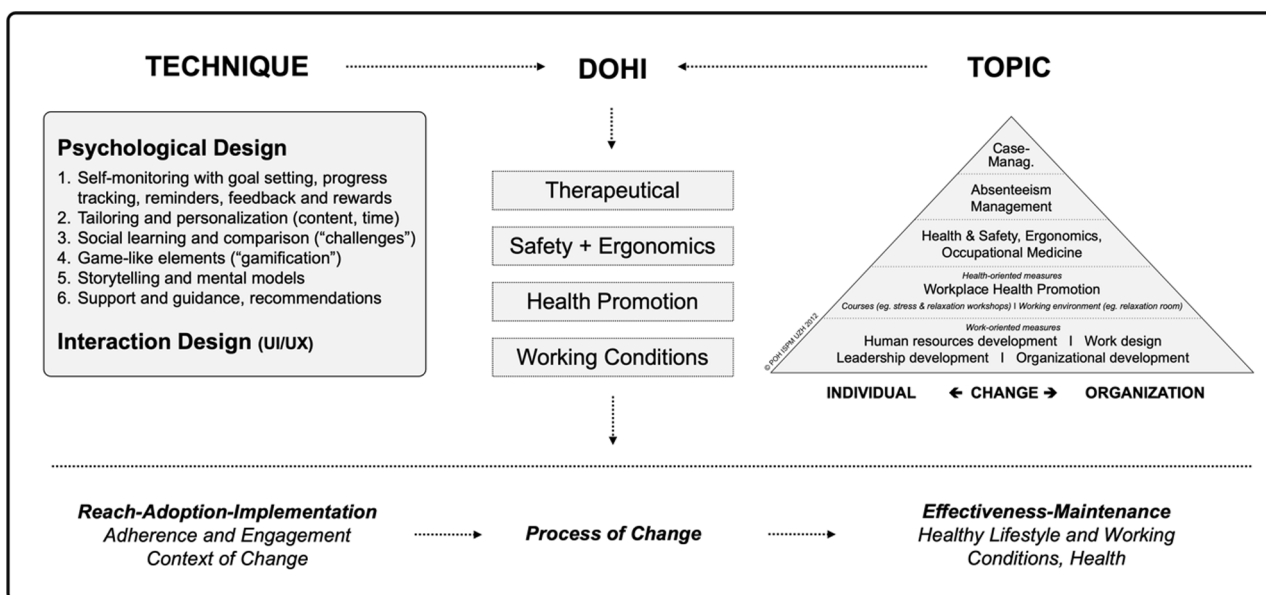 TECHNIQUE
DOHI
TOPIC
Psychological Design
1. Self-monitoring with goal setting, progress
tracking, reminders, feedback and rewards
2. Tailoring and personalization (content, time)
3. Social learning and comparison (“challenges”)
4. Game-like elements (“gamification”)
5. Storytelling and mental models
6. Support and guidance, recommendations
Interaction Design (UI/UX)
Therapeutical
Safety + Ergonomics
Health Promotion
Working Conditions
Case-
Manag.
Absenteeism
Management
Health & Safety, Ergonomics,
Occupational Medicine
Health-oriented measures
Workplace Health Promotion
Courses (eg. stress & relaxation workshops) I Working environment (eg. relaxation room)
Work-oriented measures
Human resources development I Work design
Leadership development I Organizational development
© POH ISPM UZH 2012
INDIVIDUAL ← CHANGE → ORGANIZATION
Reach-Adoption-Implementation
Adherence and Engagement
Context of Change
Process of Change
Effectiveness-Maintenance
Healthy Lifestyle and Working
Conditions, Health